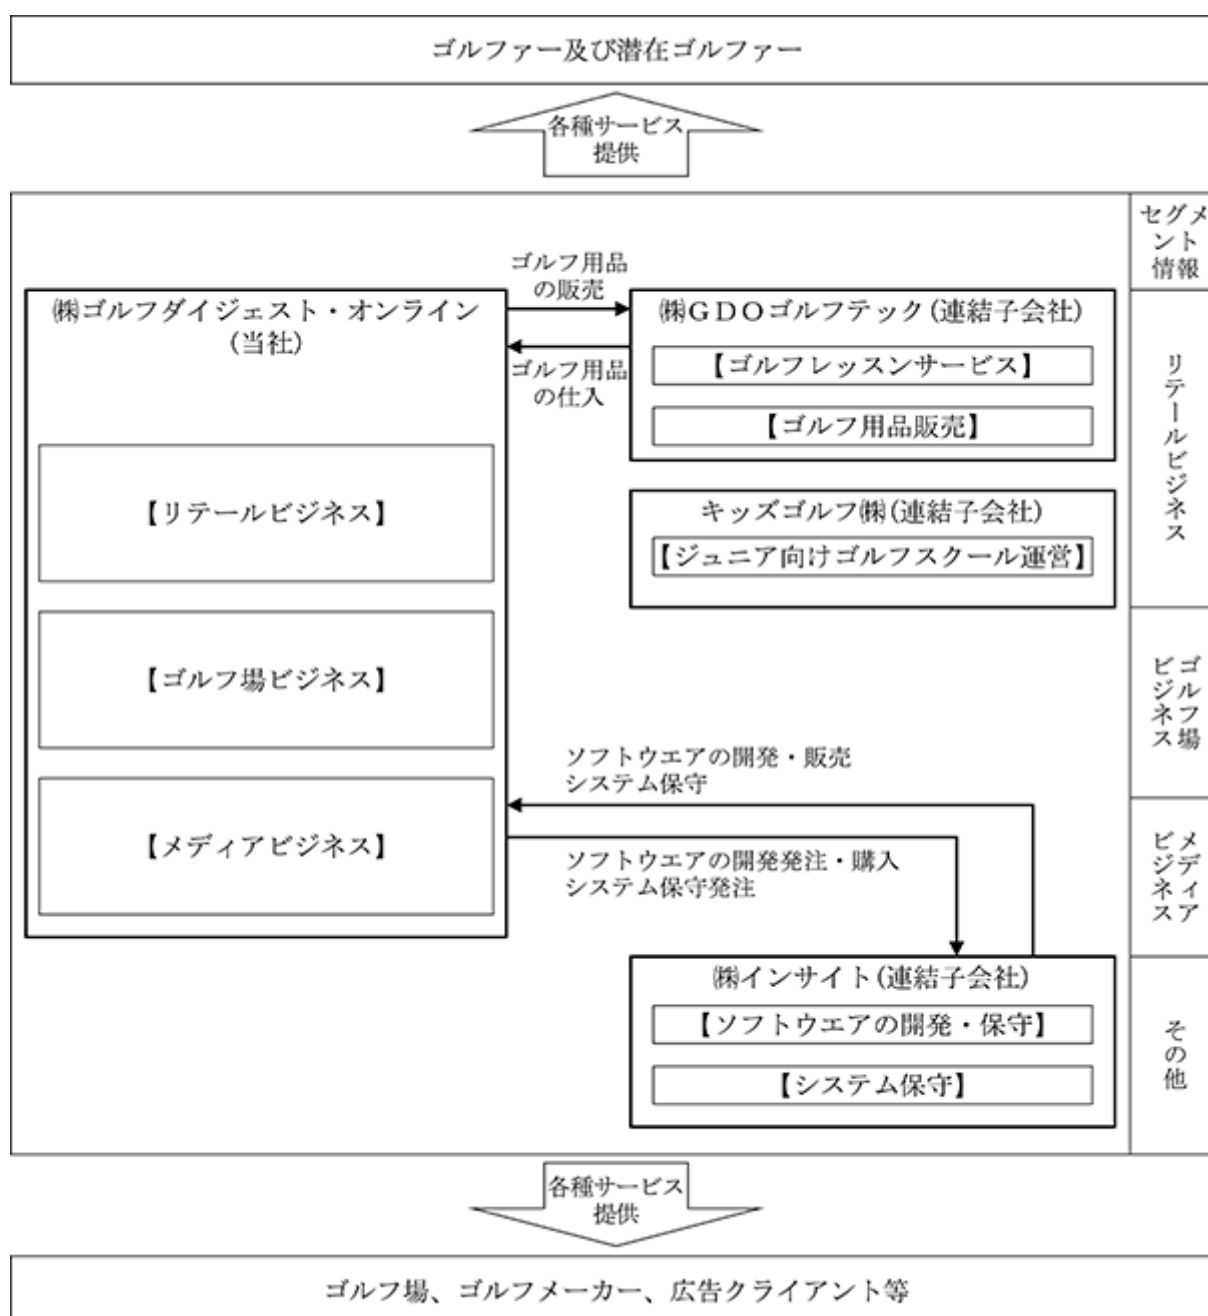 ゴルファー及び潜在ゴルファー
各種サービス
提供
セグメ
ント
情報
ゴルフ用品
の販売
㈱ゴルフダイジェスト・オンライン
(当社)
ゴルフ用品
の仕入
㈱GDOゴルフテック(連結子会社)
【ゴルフレッスンサービス】
【ゴルフ用品販売】
リテールビジネス
【リテールビジネス】
キッズゴルフ㈱(連結子会社)
【ジュニア向けゴルフスクール運営】
【ゴルフ場ビジネス】
ゴルフ場
ビジネス
ソフトウエアの開発・販売
システム保守
【メディアビジネス】
ソフトウエアの開発発注・購入
システム保守発注
メディア
ビジネス
㈱インサイト(連結子会社)
【ソフトウエアの開発・保守】
【システム保守】
その他
各種サービス
提供
ゴルフ場、ゴルフメーカー、広告クライアント等